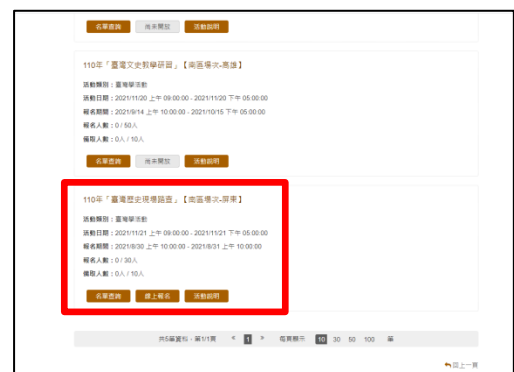 名單查詢 尚未開放 活動說明
110年「臺灣文史教學研習」【南區場次-高雄】
活動類別：臺灣學活動
活動日期：2021/11/20 上午 09:00:00 - 2021/11/20 下午 05:00:00
報名期間：2021/9/14 上午 10:00:00 - 2021/10/15 下午 05:00:00
報名人數：0 / 50人
備取人數：0人 / 10人
名單查詢 尚未開放 活動說明
110年「臺灣歷史現場踏查」【南區場次-屏東】
活動類別：臺灣學活動
活動日期：2021/11/21 上午 09:00:00 - 2021/11/21 下午 05:00:00
報名期間：2021/8/30 上午 10:00:00 - 2021/8/31 上午 10:00:00
報名人數：0 / 30人
備取人數：0人 / 10人
名單查詢 線上報名 活動說明
共5筆資料，第1/1頁 « 1 » 每頁顯示 10 30 50 100 筆
回上一頁